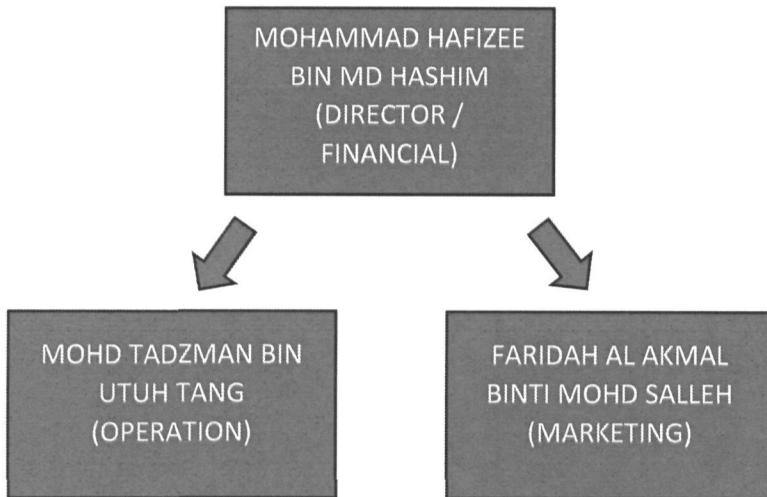 MOHAMMAD HAFIZEE
BIN MD HASHIM
(DIRECTOR /
FINANCIAL)
MOHD TADZMAN BIN
UTUH TANG
(OPERATION)
FARIDAH AL AKMAL
BINTI MOHD SALLEH
(MARKETING)